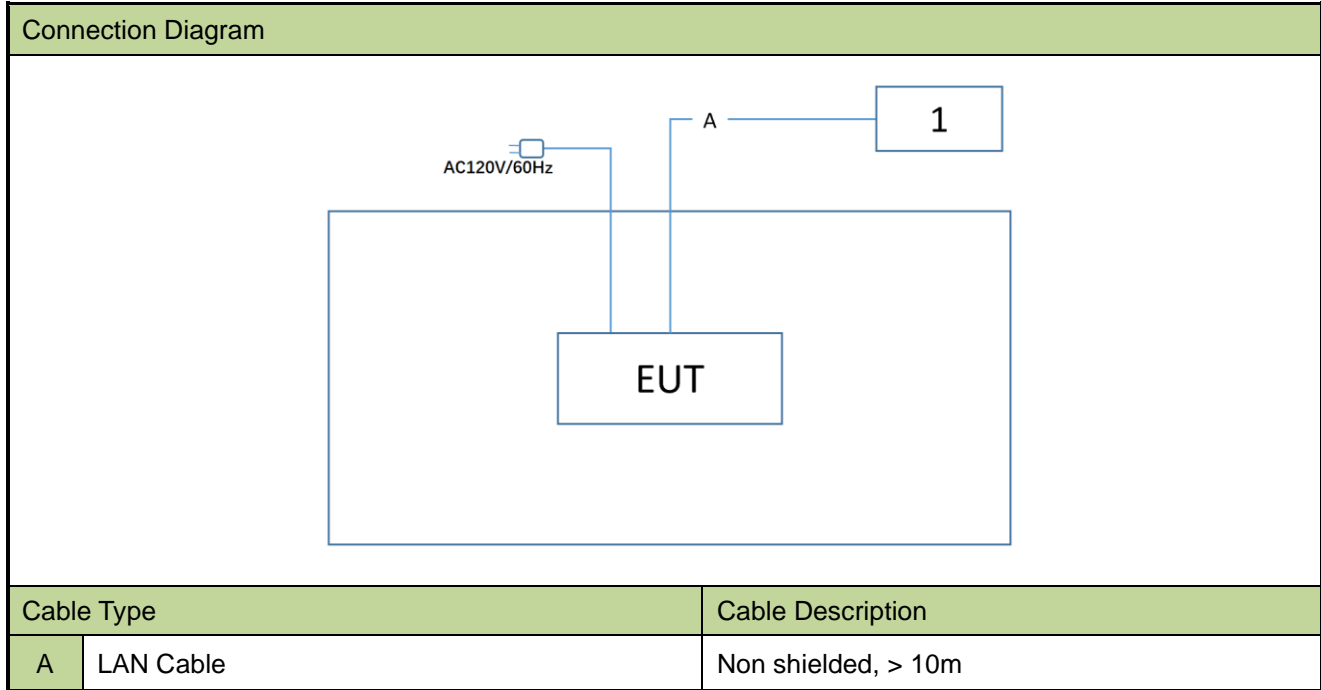 Connection Diagram
A
1
AC120V/60Hz
EUT
Cable Type Cable Description
A LAN Cable Non shielded, > 10m